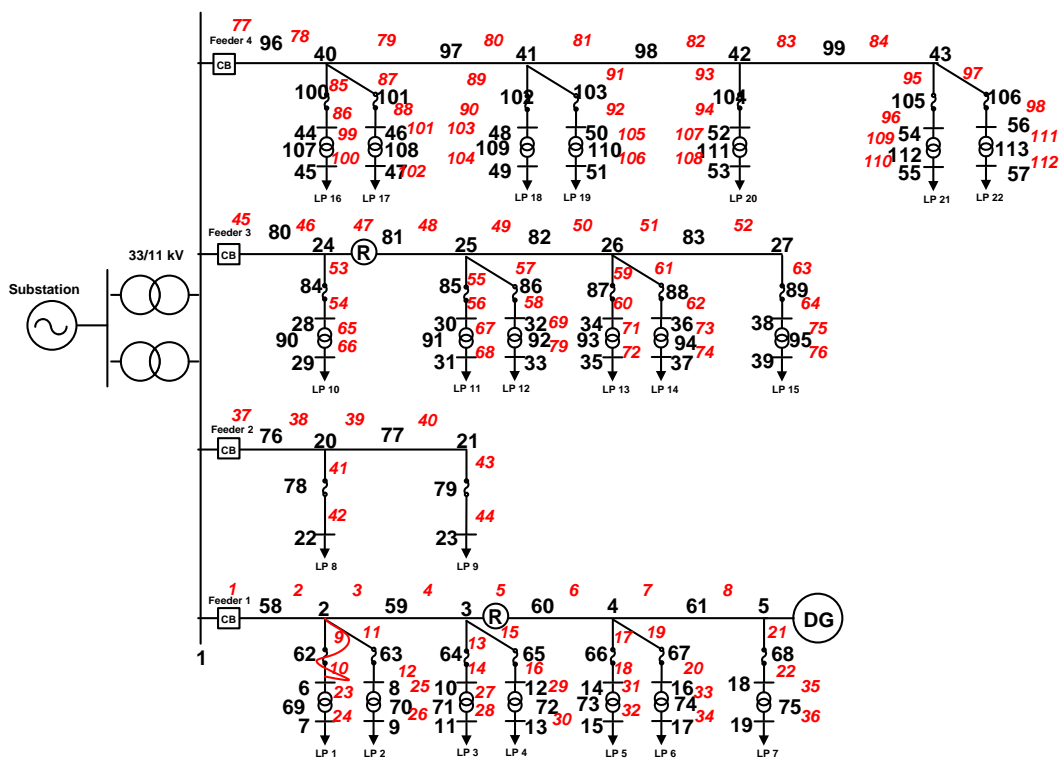 77
Feeder 4 96 78 40 79 97 80 41 81 98 82 42 83 99 84 43
CB
85 87 89 91 93 95 97
100 101 102 103 104 105 106
86 88 90 92 94 96 98
44 99 46 101 103 48 50 105 107 52 109 54 56 111
107 108 109 110 111 112 113
45 100 47 102 104 49 51 106 108 53 110 55 57 112
LP 16 LP 17 LP 18 LP 19 LP 20 LP 21 LP 22
45
Feeder 3 80 46 24 47 81 48 25 49 82 50 26 51 83 52 27
CB R
33/11 kV
Substation
53 55 57 59 61 63
84 85 86 87 88 89
54 56 58 60 62 64
28 65 30 67 32 69 34 71 36 73 38 75
90 91 92 93 94 95
29 66 31 68 33 79 35 72 37 74 39 76
LP 10 LP 11 LP 12 LP 13 LP 14 LP 15
37
Feeder 2 76 38 20 39 77 40 21
CB
41 43
78 79
42 44
22 23
LP 8 LP 9
1
Feeder 1 58 2 2 3 59 4 3 5 60 6 4 7 61 8 5
CB R DG
1
9 11 13 15 17 19 21
62 63 64 65 66 67 68
10 12 14 16 18 20 22
6 23 8 25 10 27 12 29 14 31 16 33 18 35
69 70 71 72 73 74 75
7 24 9 26 11 28 13 30 15 32 17 34 19 36
LP 1 LP 2 LP 3 LP 4 LP 5 LP 6 LP 7